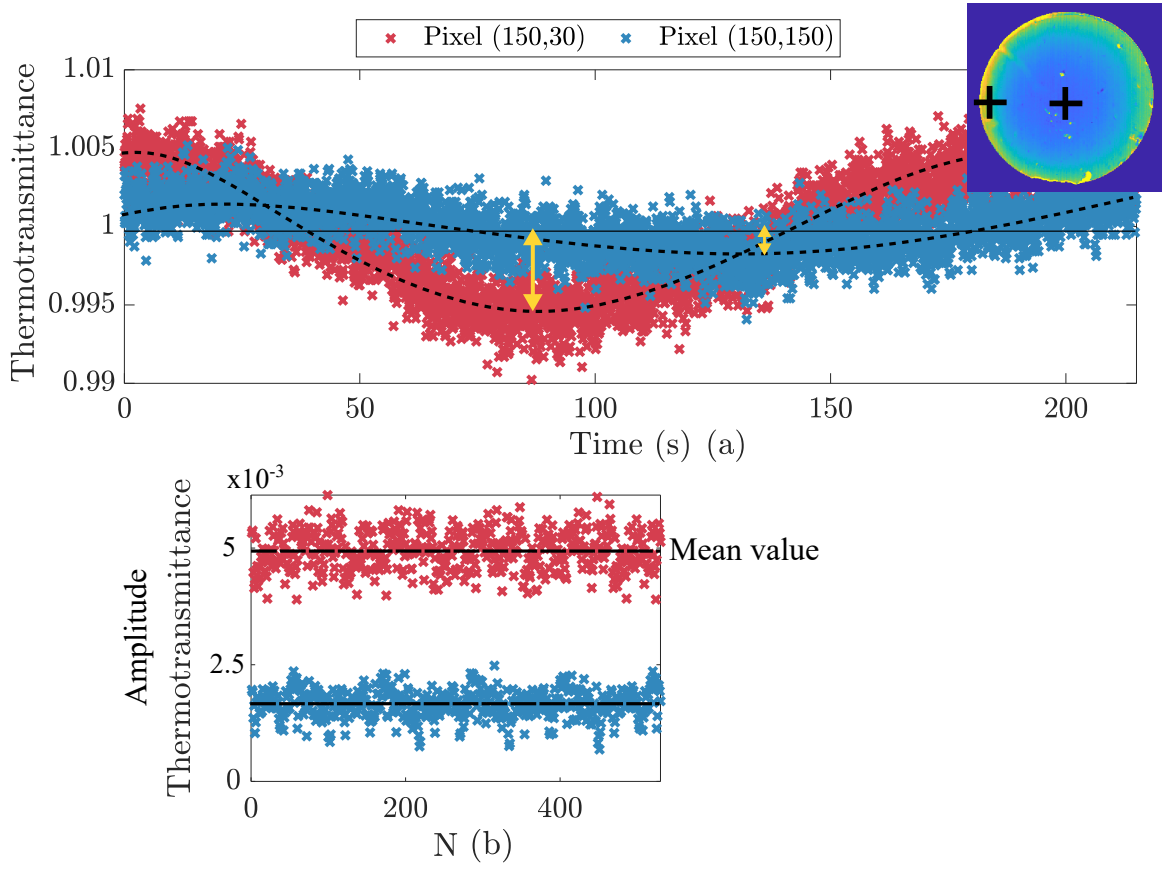 Pixel (150,30) Pixel (150,150)
Thermotransmittance
1.01
1.005
1
0.995
0.99
0 50 100 150 200
Time (s) (a)
x10-3
Amplitude
Thermotransmittance
5
2.5
0
Mean value
0 200 400
N (b)